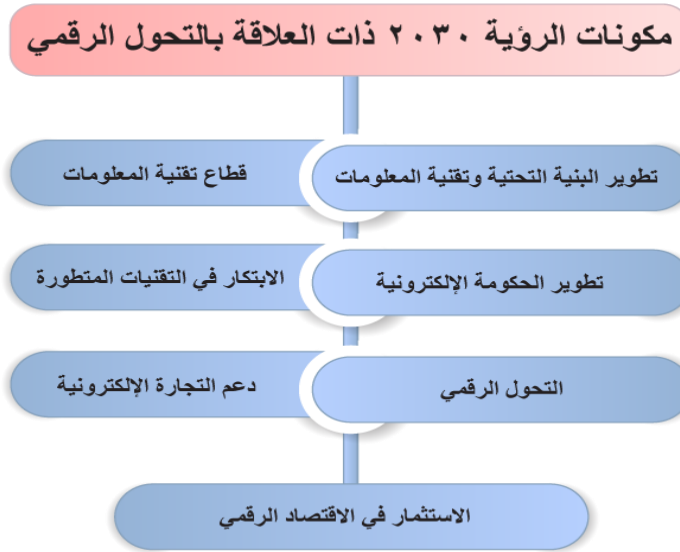 مكونات الرؤية ٢٠٣٠ ذات العلاقة بالتحول الرقمي
تطوير البنية التحتية وتقنية المعلومات
قطاع تقنية المعلومات
تطوير الحكومة الإلكترونية
الابتكار في التقنيات المتطورة
التحول الرقمي
دعم التجارة الإلكترونية
الاستثمار في الاقتصاد الرقمي